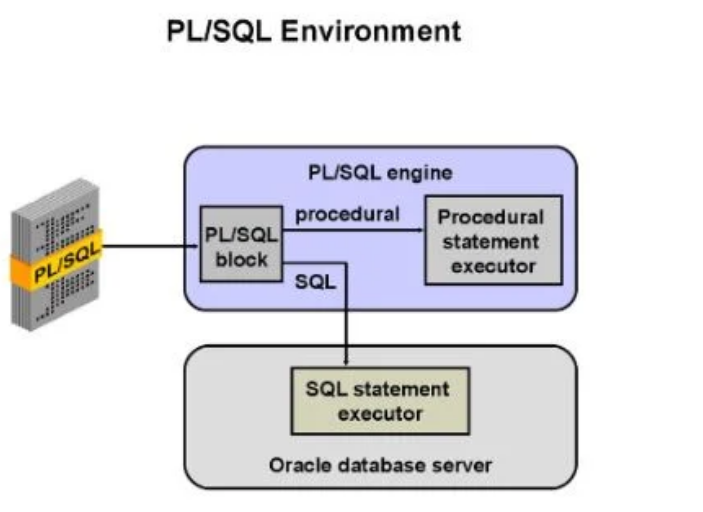 PL/SQL Environment
PL/SQL engine
PL/SQL
PL/SQL
block
procedural
SQL
Procedural
statement
executor
SQL statement
executor
Oracle database server